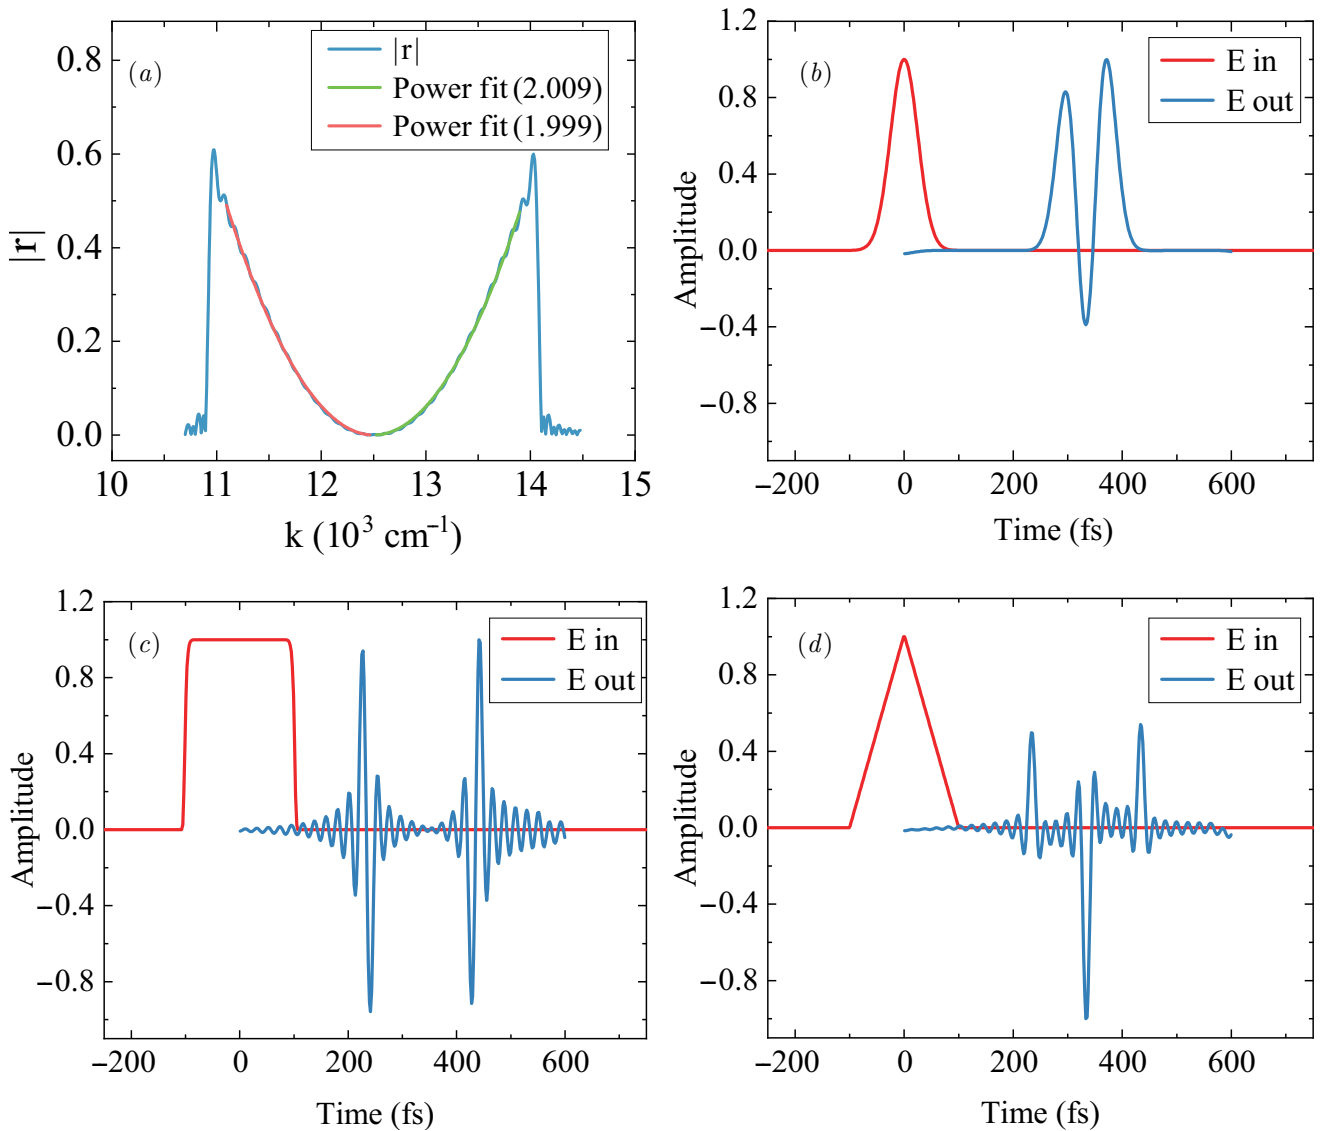 (a)
|r|
Power fit (2.009)
Power fit (1.999)
0.8
0.6
0.4
0.2
0.0
|r|
10 11 12 13 14 15
k (10³ cm⁻¹)
(b)
E in
E out
1.2
0.8
0.4
0.0
−0.4
−0.8
Amplitude
−200 0 200 400 600
Time (fs)
(c)
E in
E out
1.2
0.8
0.4
0.0
−0.4
−0.8
Amplitude
−200 0 200 400 600
Time (fs)
(d)
E in
E out
1.2
0.8
0.4
0.0
−0.4
−0.8
Amplitude
−200 0 200 400 600
Time (fs)